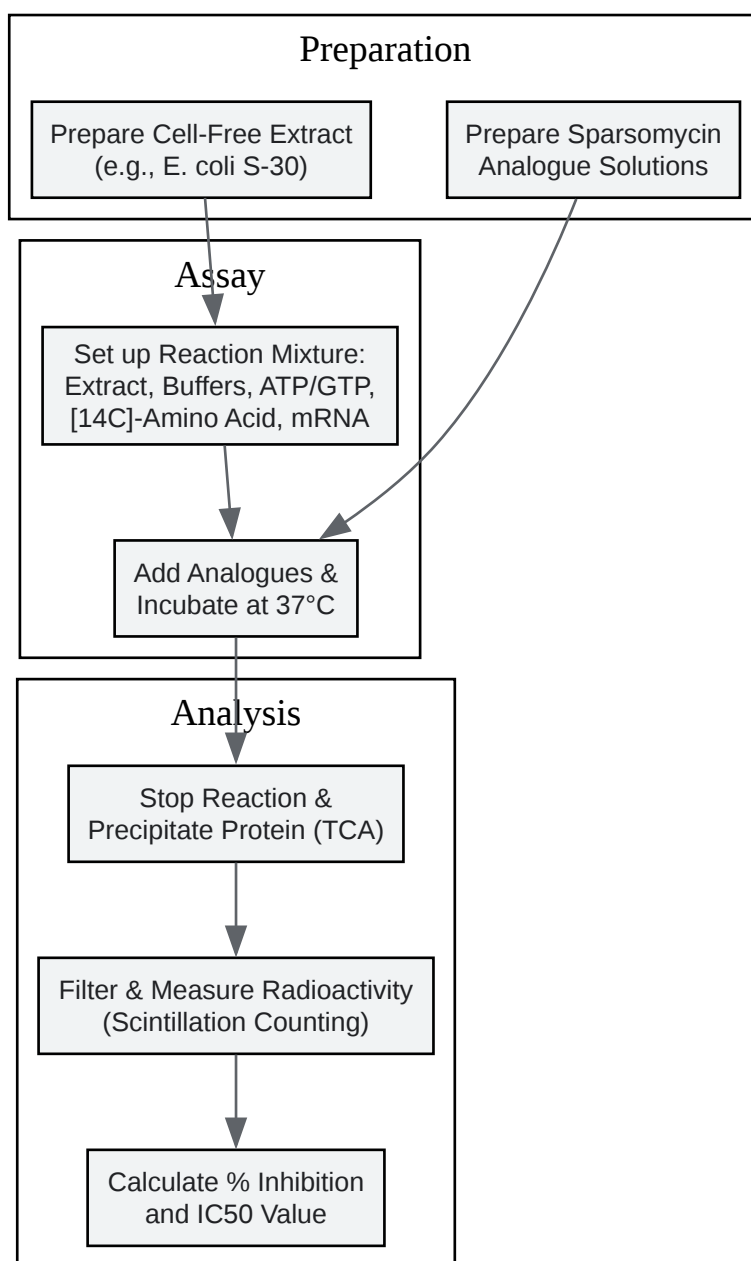 Preparation
Prepare Cell-Free Extract
(e.g., E. coli S-30)
Prepare Sparsomycin
Analogue Solutions
Assay
Set up Reaction Mixture:
Extract, Buffers, ATP/GTP,
[14C]-Amino Acid, mRNA
Add Analogues &
Incubate at 37°C
Analysis
Stop Reaction &
Precipitate Protein (TCA)
Filter & Measure Radioactivity
(Scintillation Counting)
Calculate % Inhibition
and IC50 Value